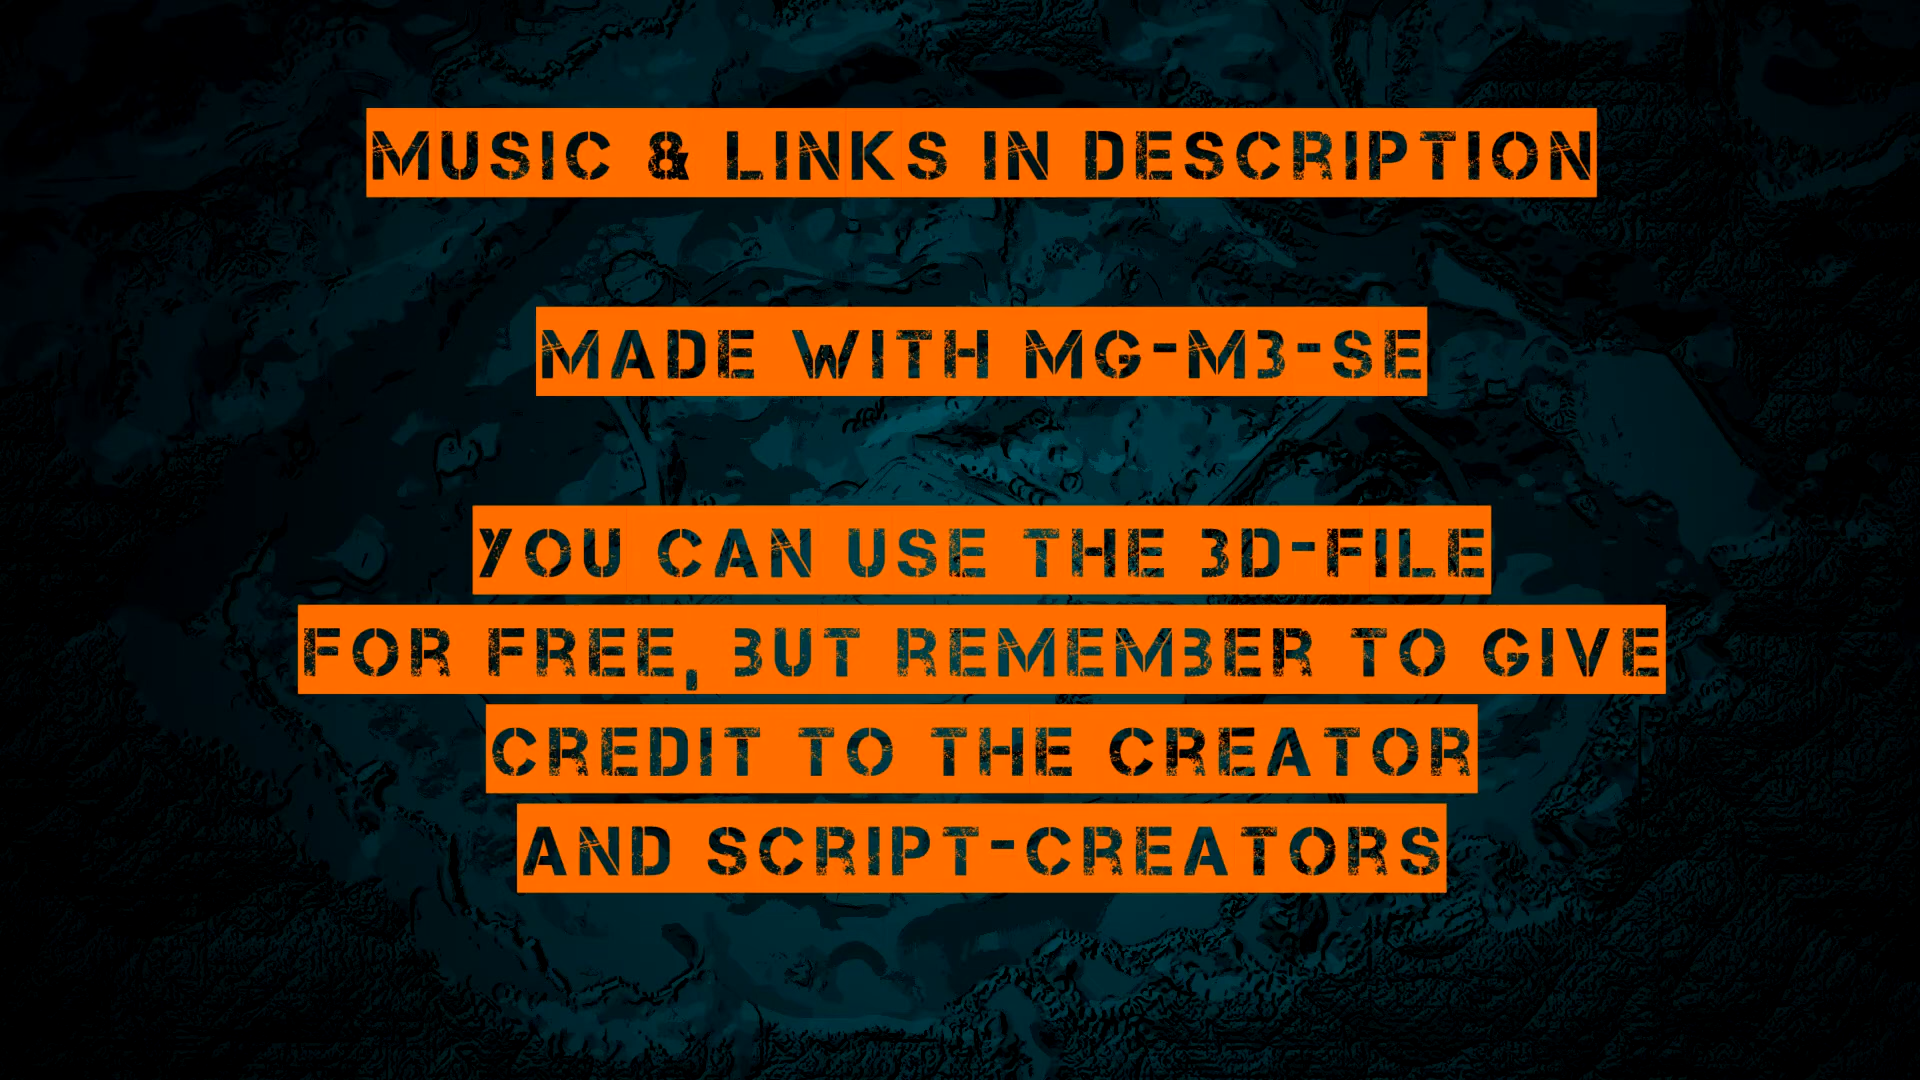 MUSIC & LINKS IN DESCRIPTION
MADE WITH MG-M3-SE
YOU CAN USE THE 3D-FILE
FOR FREE, BUT REMEMBER TO GIVE
CREDIT TO THE CREATOR
AND SCRIPT-CREATORS